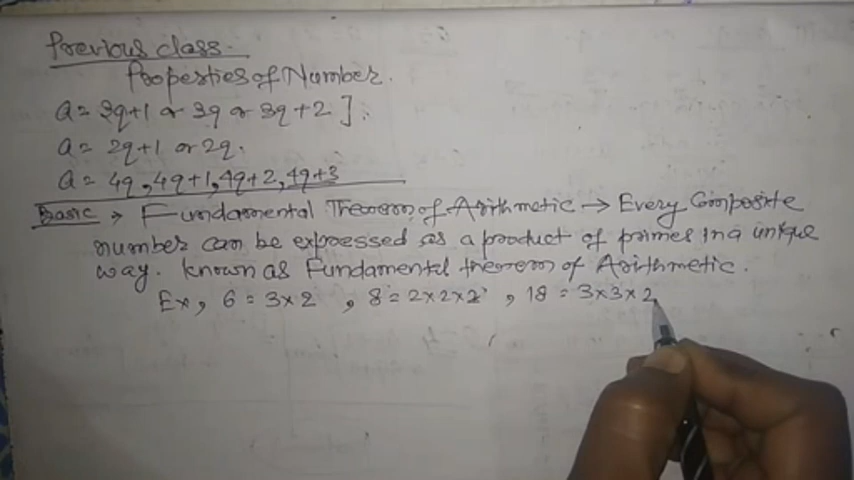 Previous class.
Properties of Number.
a = 3q+1 or 3q or 3q+2].
a = 2q+1 or 2q.
a = 4q, 4q+1, 4q+2, 4q+3
Basic → Fundamental Theorem of Arithmetic → Every Composite
number can be expressed as a product of primes in a unique
way. known as Fundamental theorem of Arithmetic.
Ex, 6 = 3×2 , 8 = 2×2×2 , 18 = 3×3×2